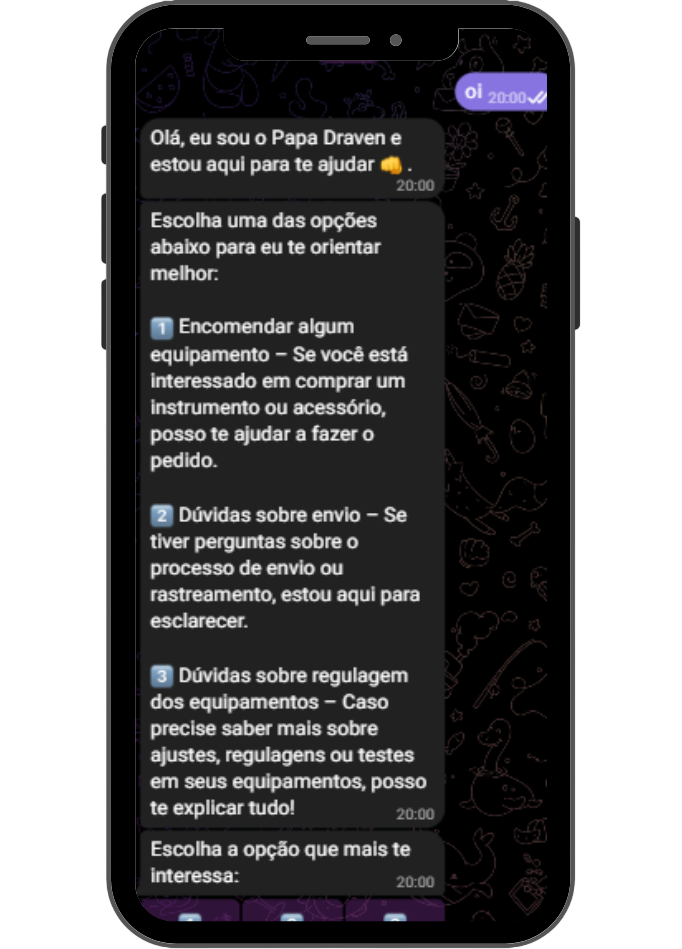 oi 20:00
Olá, eu sou o Papa Draven e
estou aqui para te ajudar 👊 .
20:00
Escolha uma das opções
abaixo para eu te orientar
melhor:
1️⃣ Encomendar algum
equipamento – Se você está
interessado em comprar um
instrumento ou acessório,
posso te ajudar a fazer o
pedido.
2️⃣ Dúvidas sobre envio – Se
tiver perguntas sobre o
processo de envio ou
rastreamento, estou aqui para
esclarecer.
3️⃣ Dúvidas sobre regulagem
dos equipamentos – Caso
precise saber mais sobre
ajustes, regulagens ou testes
em seus equipamentos, posso
te explicar tudo!
20:00
Escolha a opção que mais te
interessa:
20:00